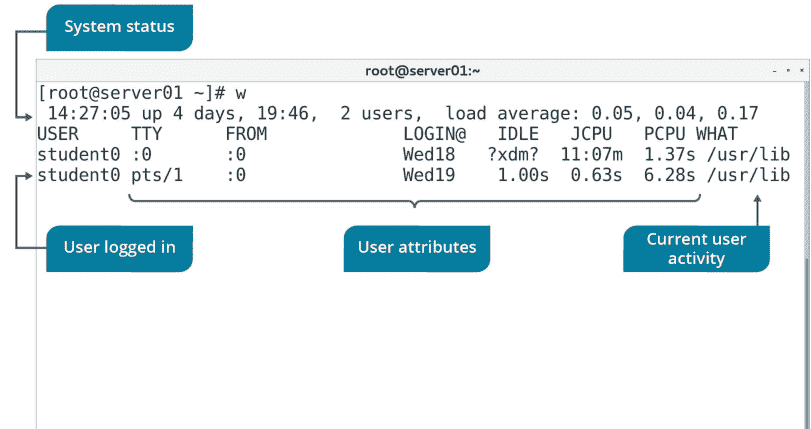 System status
root@server01:~
[root@server01 ~]# w
14:27:05 up 4 days, 19:46, 2 users, load average: 0.05, 0.04, 0.17
USER TTY FROM LOGIN@ IDLE JCPU PCPU WHAT
student0 :0 :0 Wed18 ?xdm? 11:07m 1.37s /usr/lib
student0 pts/1 :0 Wed19 1.00s 0.63s 6.28s /usr/lib
User logged in
User attributes
Current user
activity